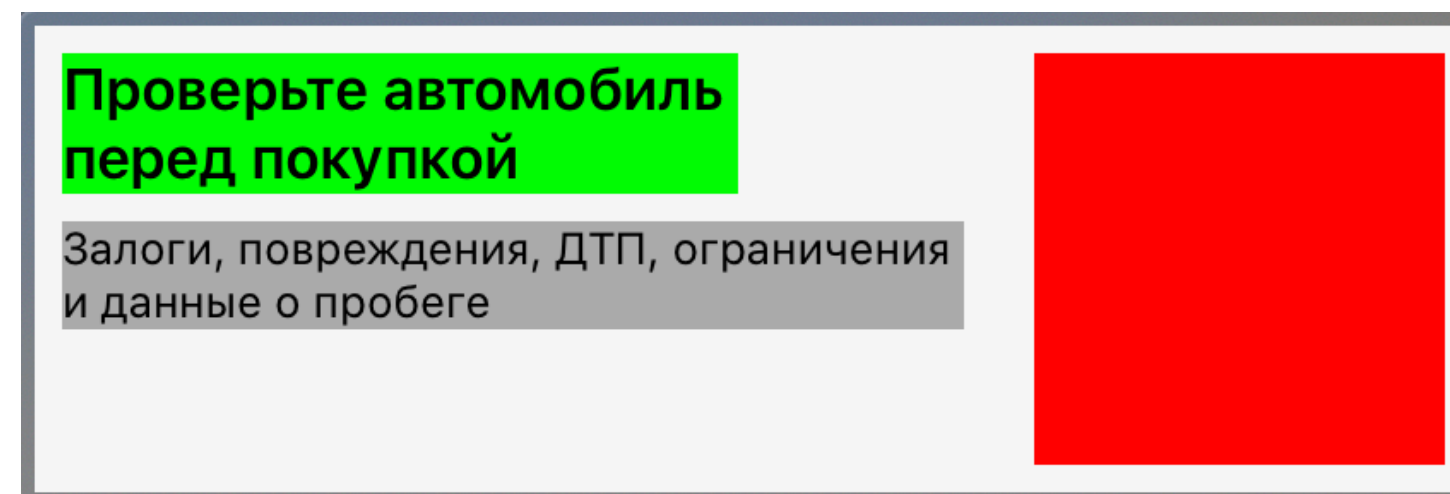 Проверьте автомобиль
перед покупкой
Залоги, повреждения, ДТП, ограничения
и данные о пробеге